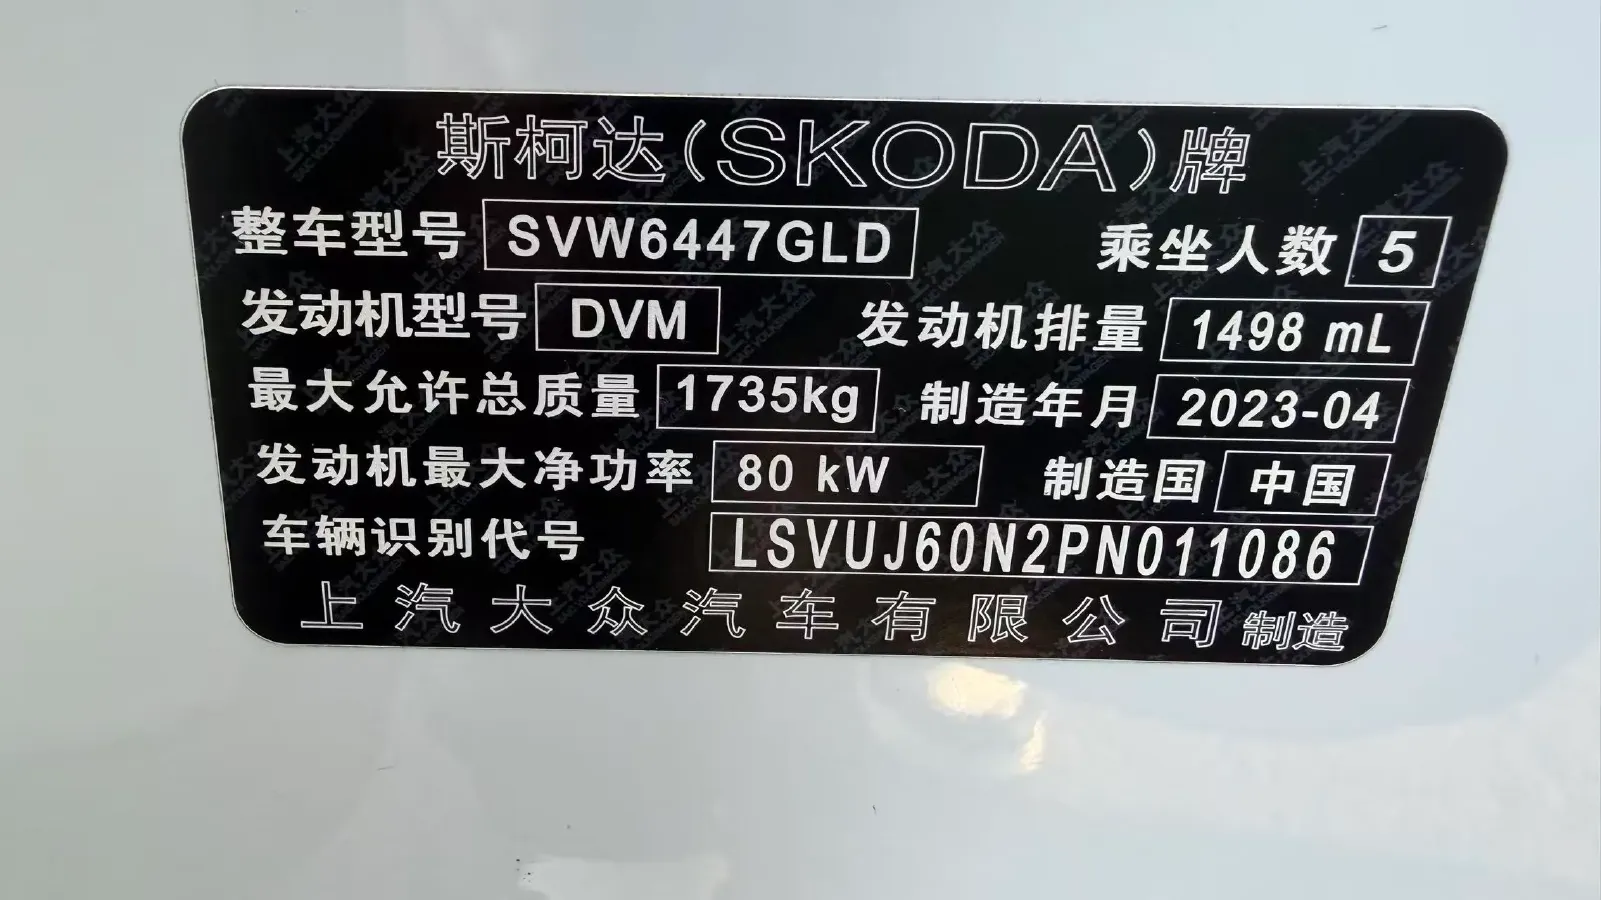 斯柯达(SKODA)牌
整车型号 SVW6447GLD 乘坐人数 5
发动机型号 DVM 发动机排量 1498 mL
最大允许总质量 1735kg 制造年月 2023-04
发动机最大净功率 80 kW 制造国 中国
车辆识别代号 LSVUJ60N2PN011086
上汽大众汽车有限公司 制造